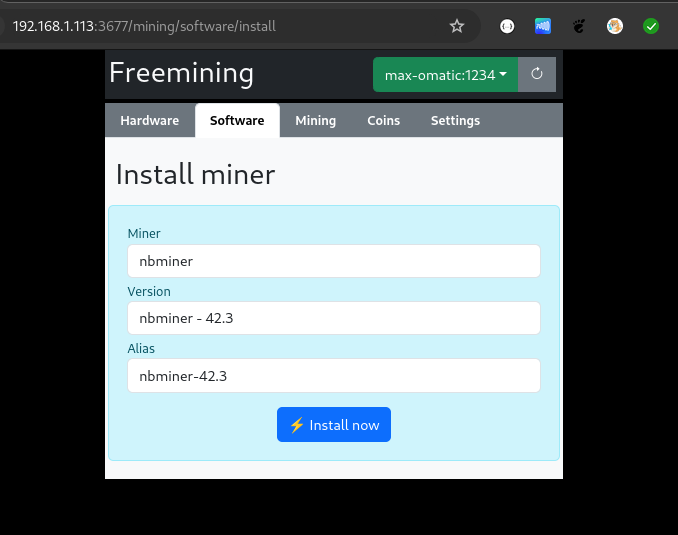 192.168.1.113:3677/mining/software/install
Freemining
max-omatic:1234
Hardware Software Mining Coins Settings
Install miner
Miner
nbminer
Version
nbminer - 42.3
Alias
nbminer-42.3
⚡ Install now